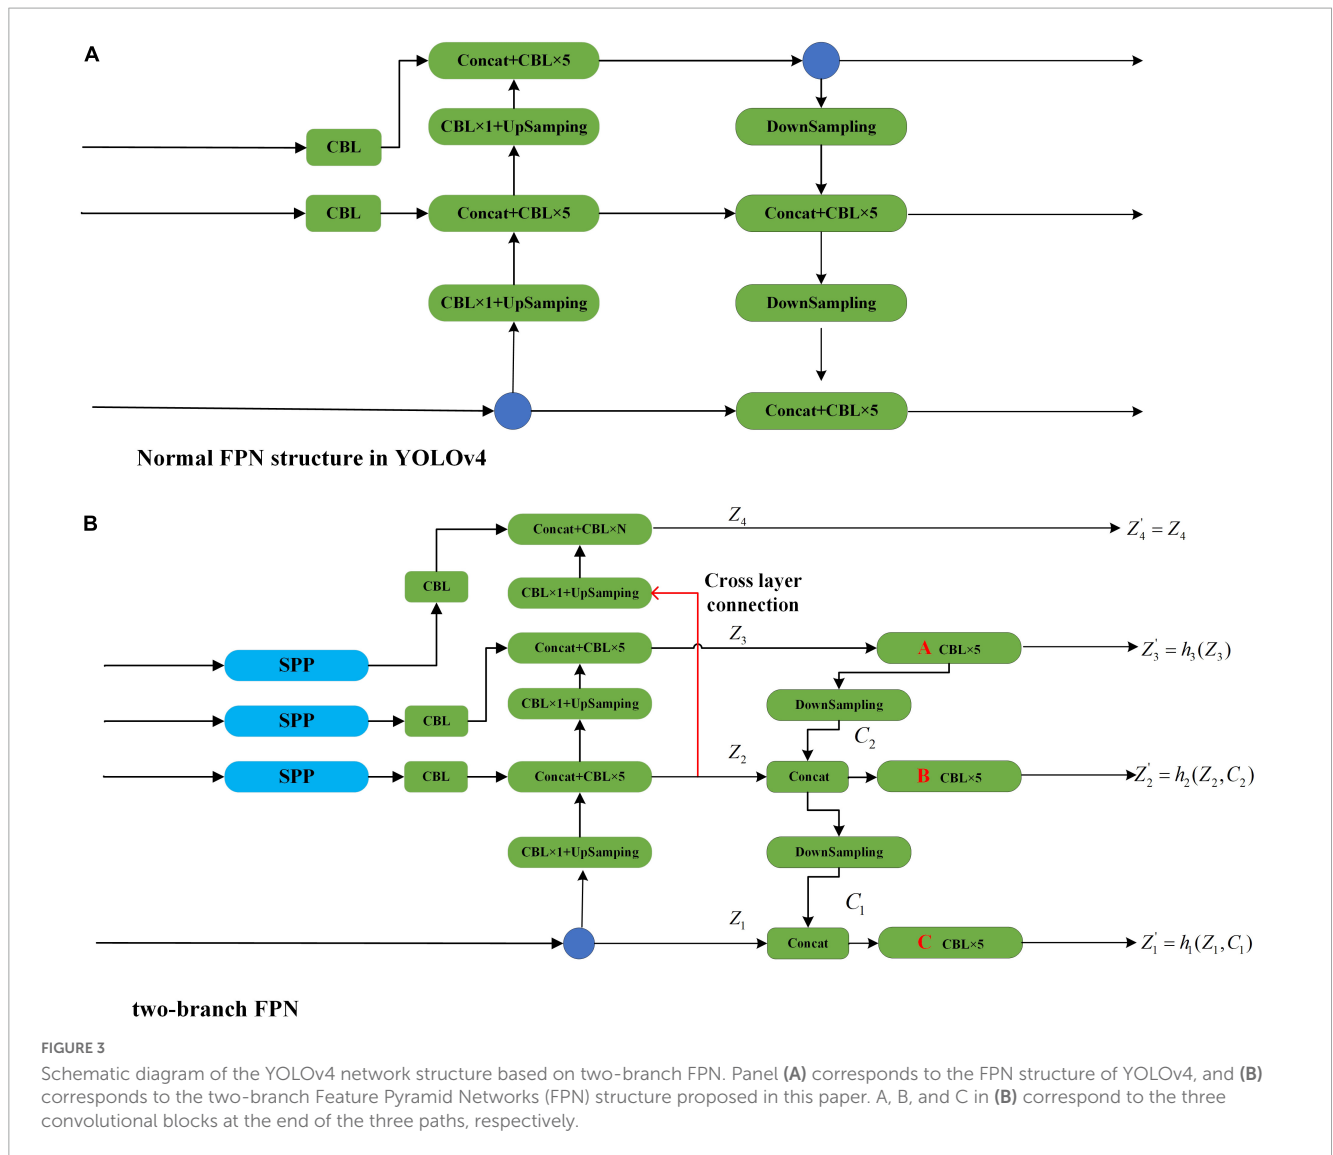 A
Concat+CBL×5
CBL×1+UpSamping
DownSampling
CBL
CBL
Concat+CBL×5
Concat+CBL×5
CBL×1+UpSamping
DownSampling
Concat+CBL×5
Normal FPN structure in YOLOv4
B
Concat+CBL×N
Z4
Z'4 = Z4
CBL
CBL×1+UpSamping
Cross layer
connection
SPP
Concat+CBL×5
Z3
A CBL×5
Z'3 = h3(Z3)
CBL×1+UpSamping
DownSampling
SPP
CBL
C2
SPP
CBL
Concat+CBL×5
Z2
Concat
B CBL×5
Z'2 = h2(Z2,C2)
CBL×1+UpSamping
DownSampling
C1
Z1
Concat
C CBL×5
Z'1 = h1(Z1,C1)
two-branch FPN
FIGURE 3
Schematic diagram of the YOLOv4 network structure based on two-branch FPN. Panel (A) corresponds to the FPN structure of YOLOv4, and (B)
corresponds to the two-branch Feature Pyramid Networks (FPN) structure proposed in this paper. A, B, and C in (B) correspond to the three
convolutional blocks at the end of the three paths, respectively.